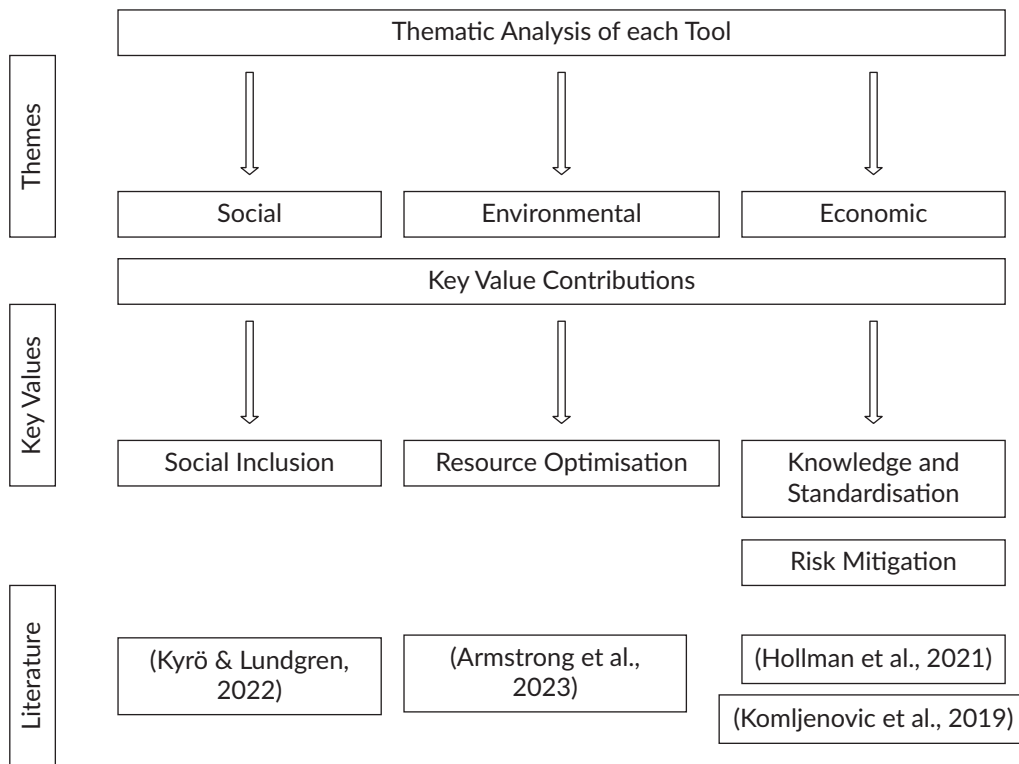 Thematic Analysis of each Tool
Themes
Social
Environmental
Economic
Key Value Contributions
Key Values
Social Inclusion
Resource Optimisation
Knowledge and
Standardisation
Risk Mitigation
Literature
(Kyrö & Lundgren,
2022)
(Armstrong et al.,
2023)
(Hollman et al., 2021)
(Komljenovic et al., 2019)